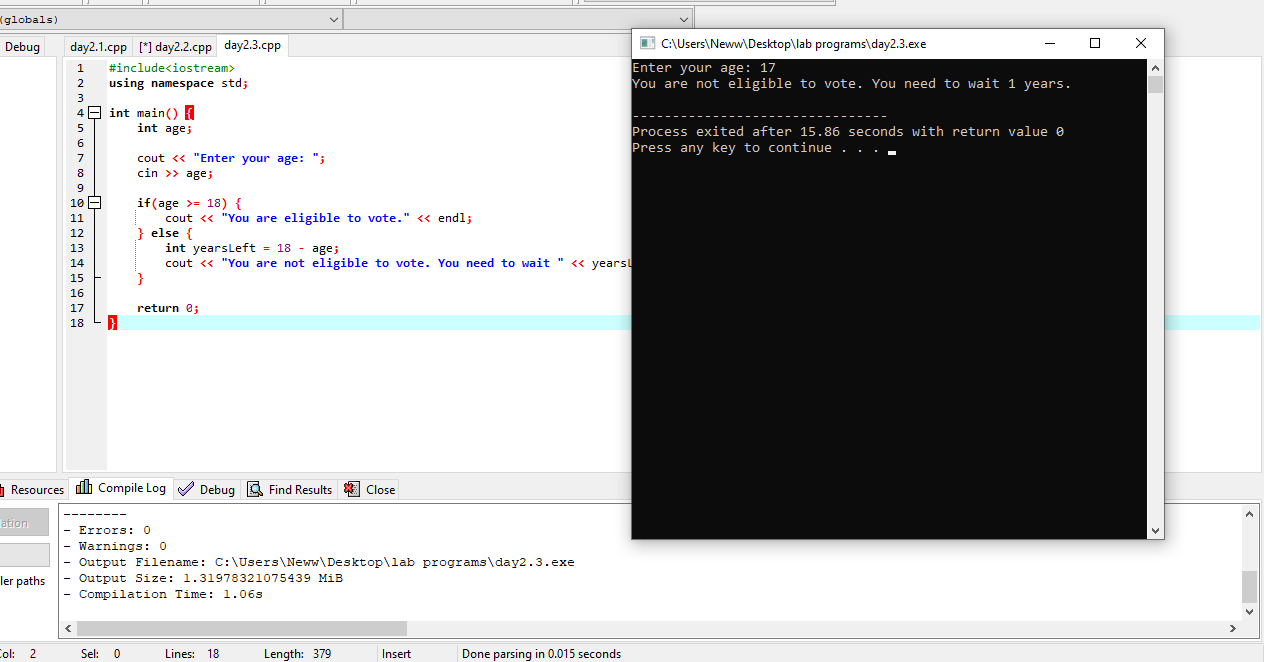 (globals)
Debug
day2.1.cpp [*] day2.2.cpp day2.3.cpp
1 #include<iostream>
2 using namespace std;
3
4 int main() {
5 int age;
6
7 cout << "Enter your age: ";
8 cin >> age;
9
10 if(age >= 18) {
11 cout << "You are eligible to vote." << endl;
12 } else {
13 int yearsLeft = 18 - age;
14 cout << "You are not eligible to vote. You need to wait " << yearsL
15 }
16
17 return 0;
18 }
C:\Users\Neww\Desktop\lab programs\day2.3.exe
Enter your age: 17
You are not eligible to vote. You need to wait 1 years.
--------------------------------
Process exited after 15.86 seconds with return value 0
Press any key to continue . . .
Resources Compile Log Debug Find Results Close
ation
ler paths
--------
- Errors: 0
- Warnings: 0
- Output Filename: C:\Users\Neww\Desktop\lab programs\day2.3.exe
- Output Size: 1.31978321075439 MiB
- Compilation Time: 1.06s
Col: 2 Sel: 0 Lines: 18 Length: 379 Insert Done parsing in 0.015 seconds